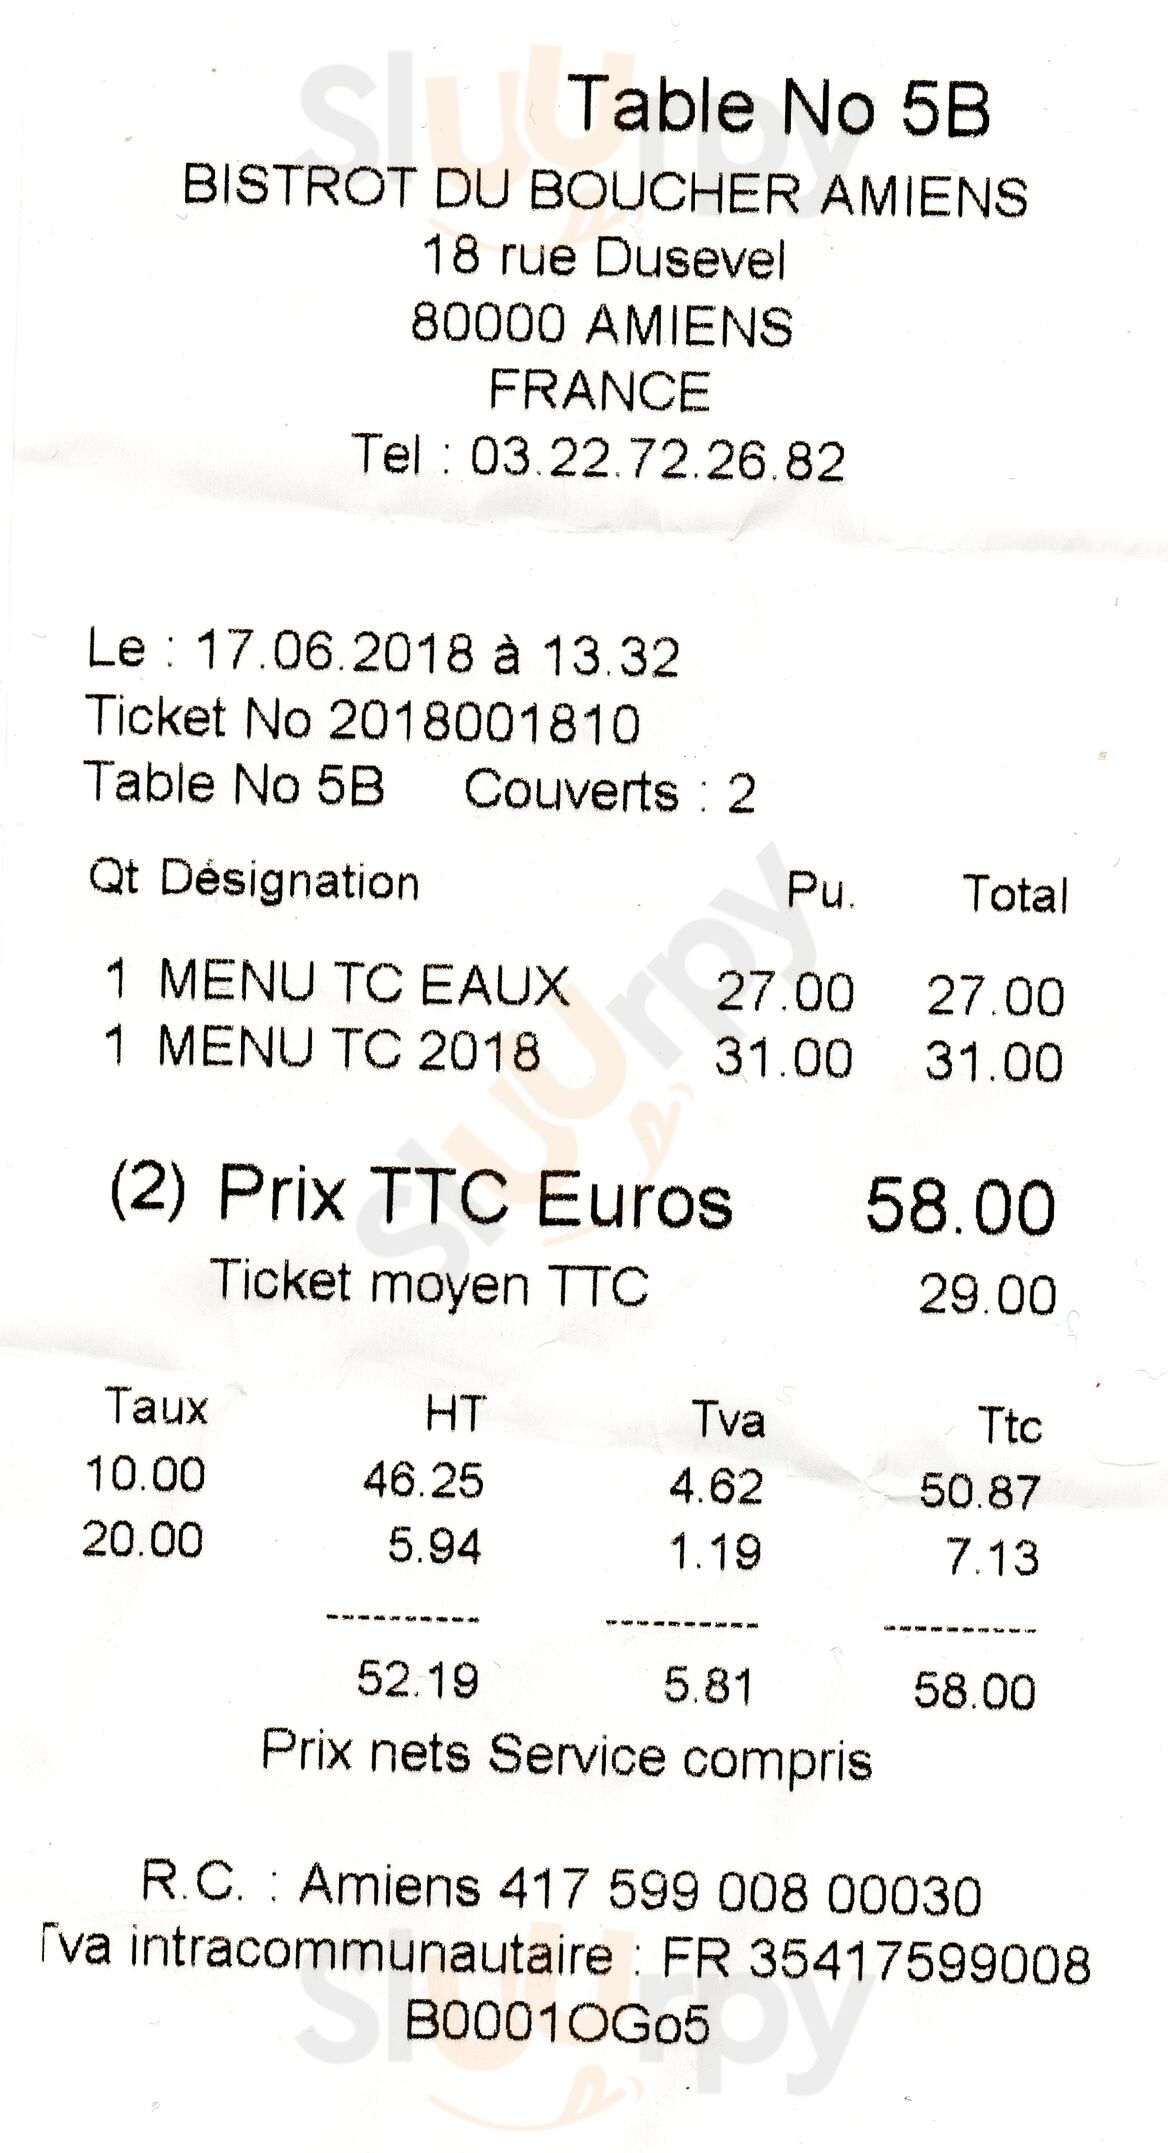 Table No 5B
BISTROT DU BOUCHER AMIENS
18 rue Dusevel
80000 AMIENS
FRANCE
Tel : 03.22.72.26.82
Le : 17.06.2018 à 13.32
Ticket No 2018001810
Table No 5B Couverts : 2
Qt Désignation Pu. Total
1 MENU TC EAUX 27.00 27.00
1 MENU TC 2018 31.00 31.00
(2) Prix TTC Euros 58.00
Ticket moyen TTC 29.00
Taux HT Tva Ttc
10.00 46.25 4.62 50.87
20.00 5.94 1.19 7.13
---------- ---------- ----------
52.19 5.81 58.00
Prix nets Service compris
R.C. : Amiens 417 599 008 00030
Tva intracommunautaire : FR 35417599008
B0001OGo5
Sluurpy
Sluurpy
Sluurpy